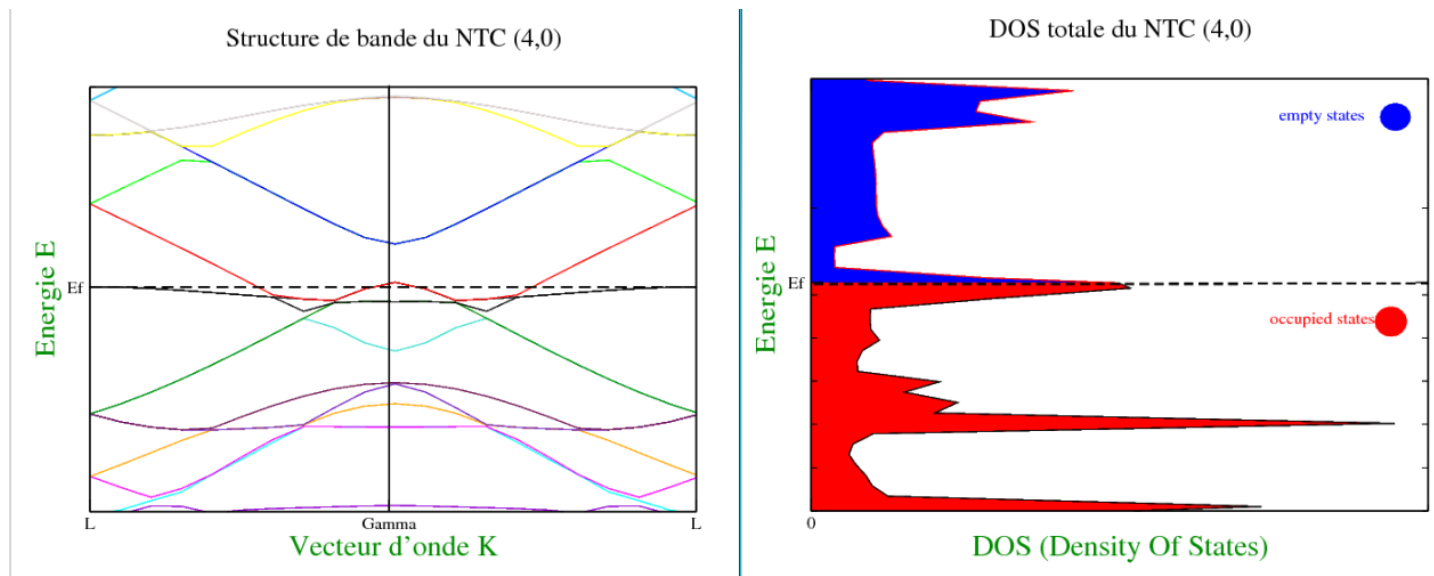 Structure de bande du NTC (4,0)
Energie E
Ef
L
Gamma
L
Vecteur d'onde K
DOS totale du NTC (4,0)
empty states
Energie E
Ef
occupied states
0
DOS (Density Of States)